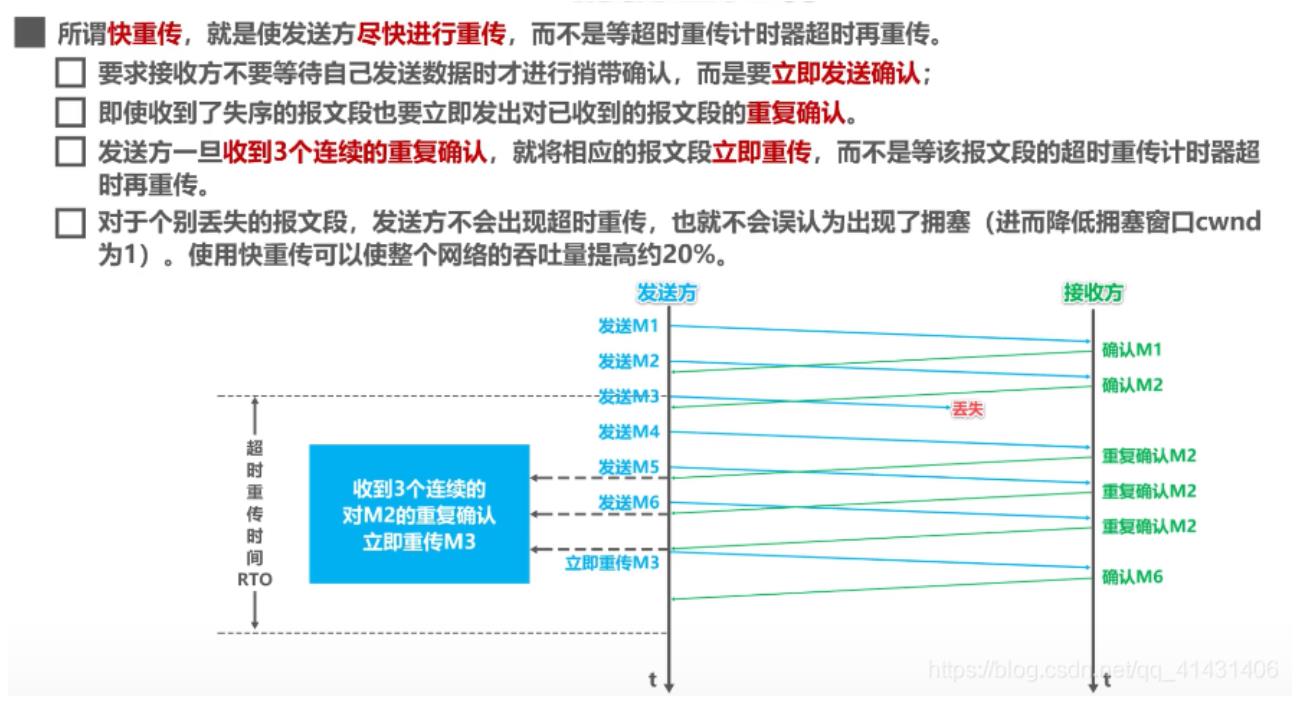 所谓快重传，就是使发送方尽快进行重传，而不是等超时重传计时器超时再重传。
要求接收方不要等待自己发送数据时才进行捎带确认，而是要立即发送确认；
即使收到了失序的报文段也要立即发出对已收到的报文段的重复确认。
发送方一旦收到3个连续的重复确认，就将相应的报文段立即重传，而不是等该报文段的超时重传计时器超
时再重传。
对于个别丢失的报文段，发送方不会出现超时重传，也就不会误认为出现了拥塞（进而降低拥塞窗口cwnd
为1）。使用快重传可以使整个网络的吞吐量提高约20%。
发送方
接收方
发送M1
确认M1
发送M2
确认M2
发送M3
丢失
发送M4
重复确认M2
发送M5
重复确认M2
发送M6
重复确认M2
立即重传M3
确认M6
超
时
重
传
时
间
RTO
收到3个连续的
对M2的重复确认
立即重传M3
t
t
https://blog.csdn.net/qq_41431406